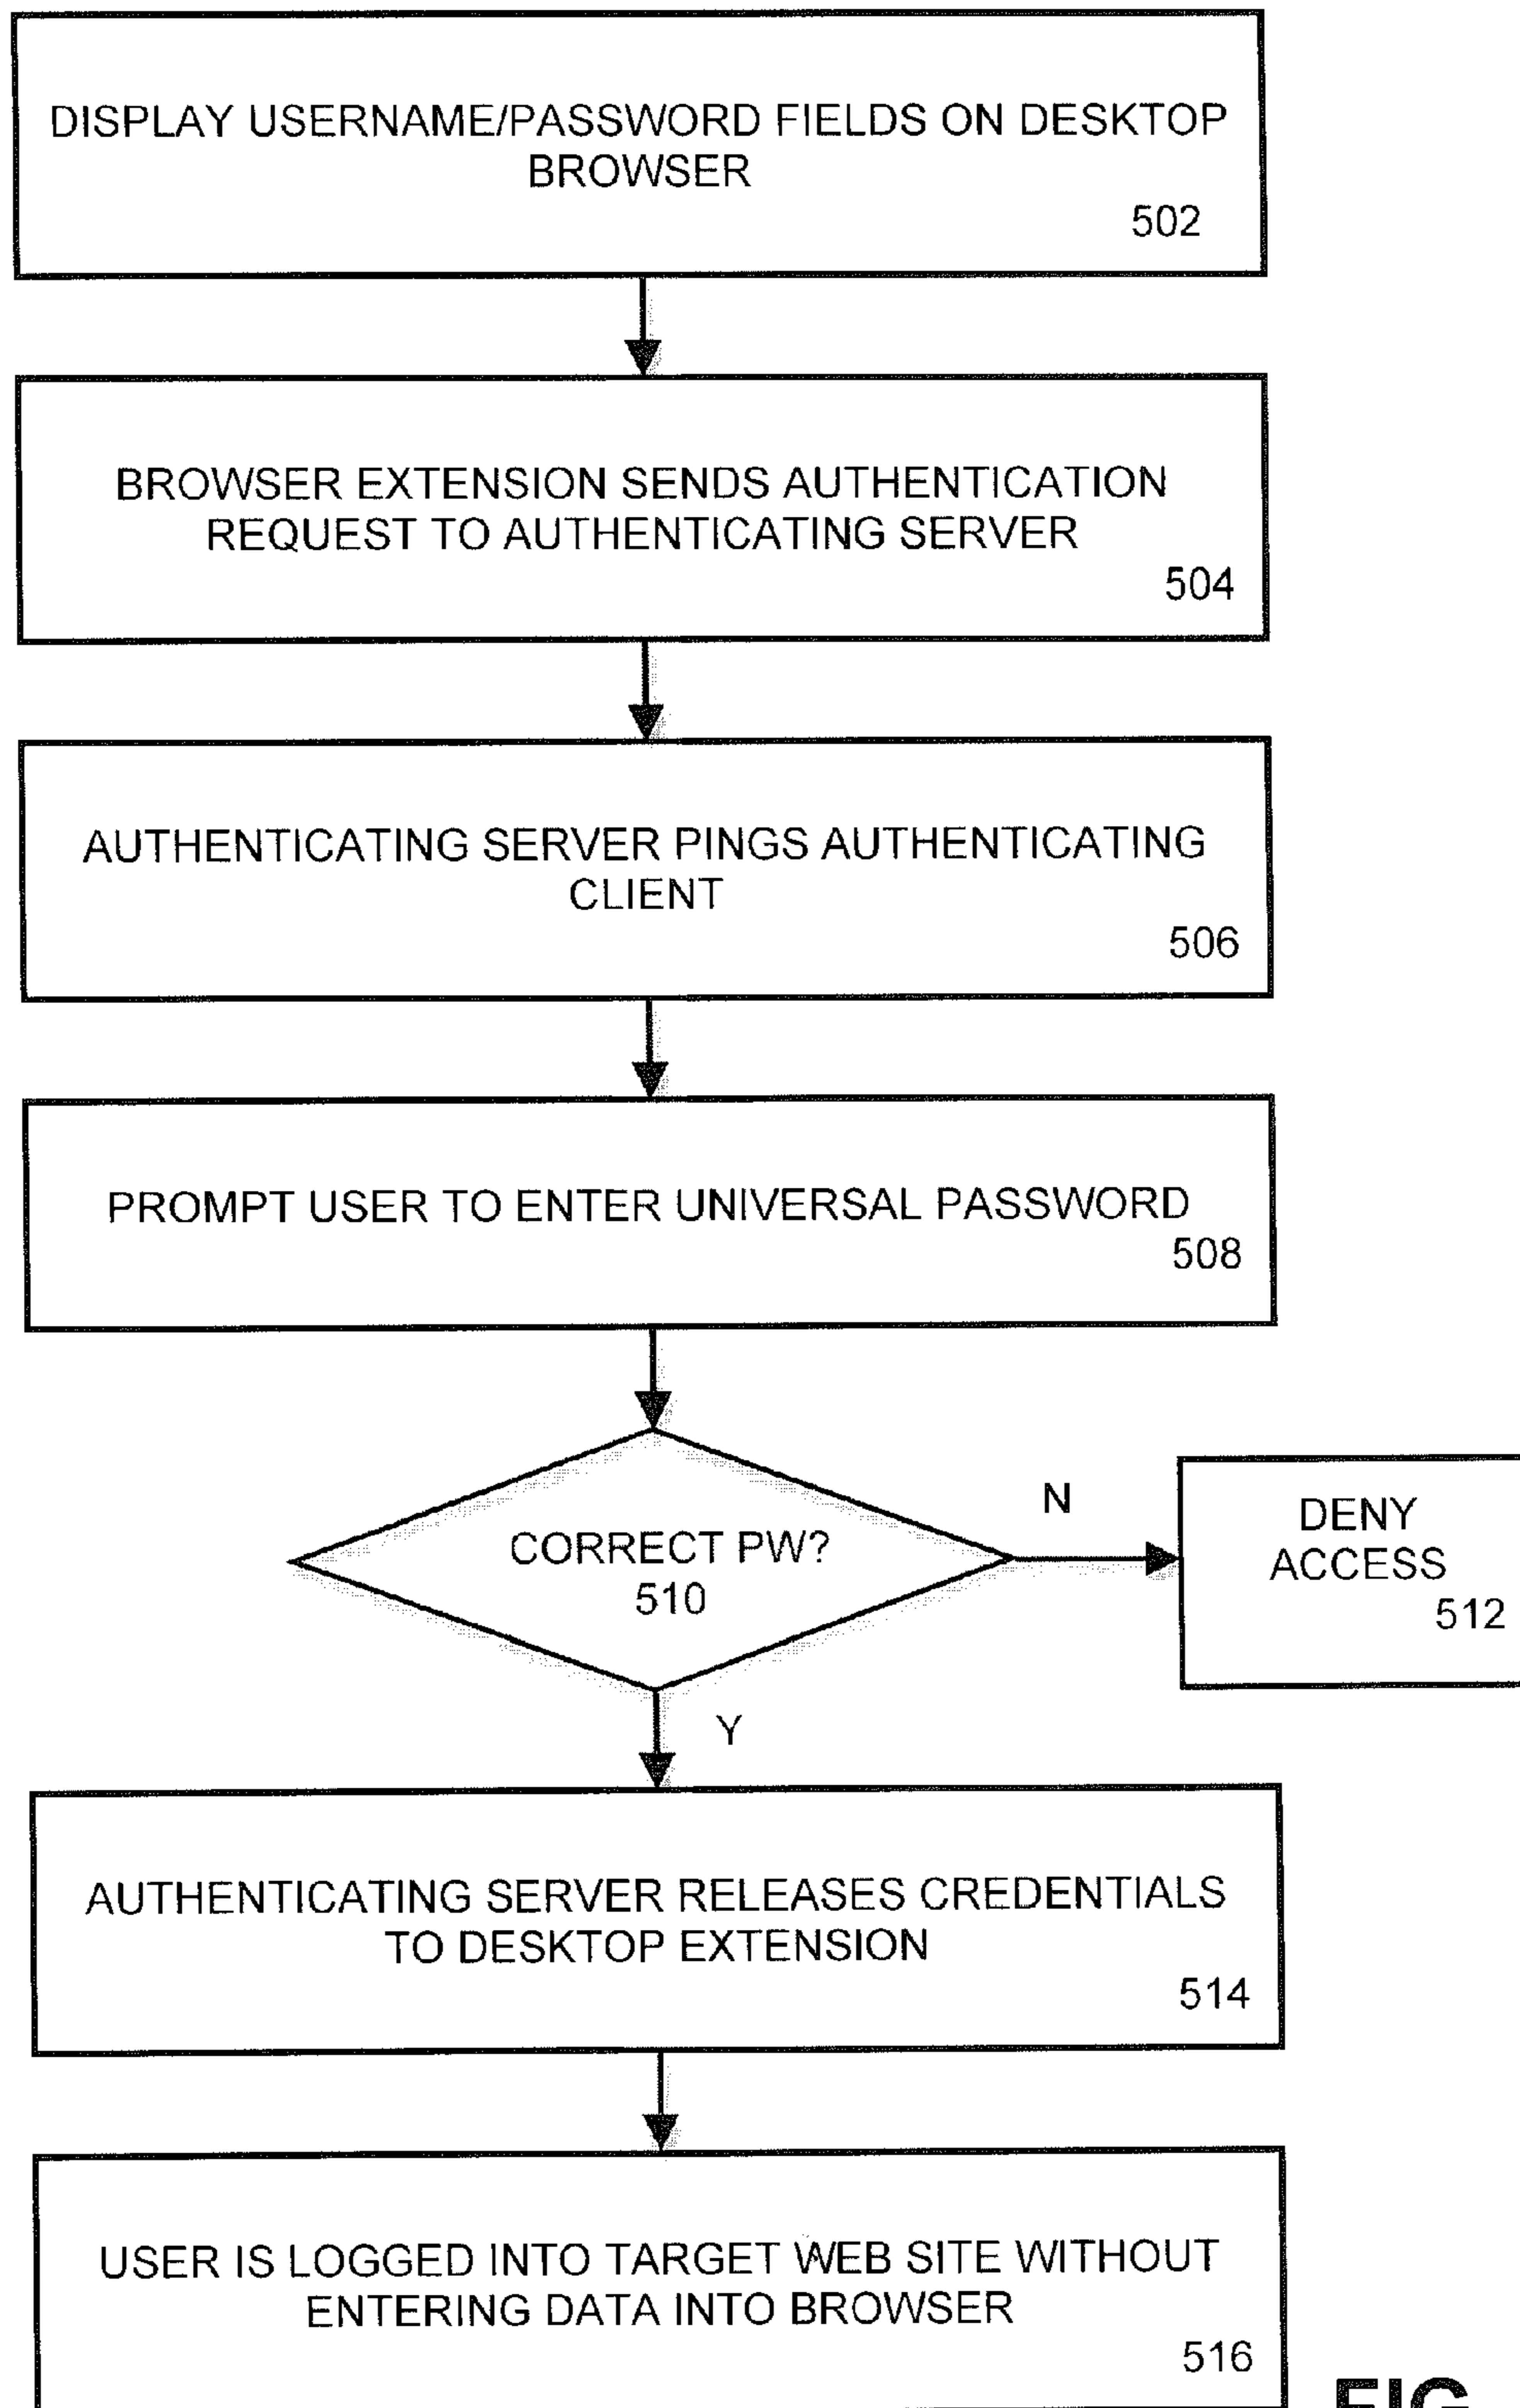 DISPLAY USERNAME/PASSWORD FIELDS ON DESKTOP
BROWSER
502
BROWSER EXTENSION SENDS AUTHENTICATION
REQUEST TO AUTHENTICATING SERVER
504
AUTHENTICATING SERVER PINGS AUTHENTICATING
CLIENT
506
PROMPT USER TO ENTER UNIVERSAL PASSWORD
508
CORRECT PW?
510
N
DENY
ACCESS
512
Y
AUTHENTICATING SERVER RELEASES CREDENTIALS
TO DESKTOP EXTENSION
514
USER IS LOGGED INTO TARGET WEB SITE WITHOUT
ENTERING DATA INTO BROWSER
516
FIG